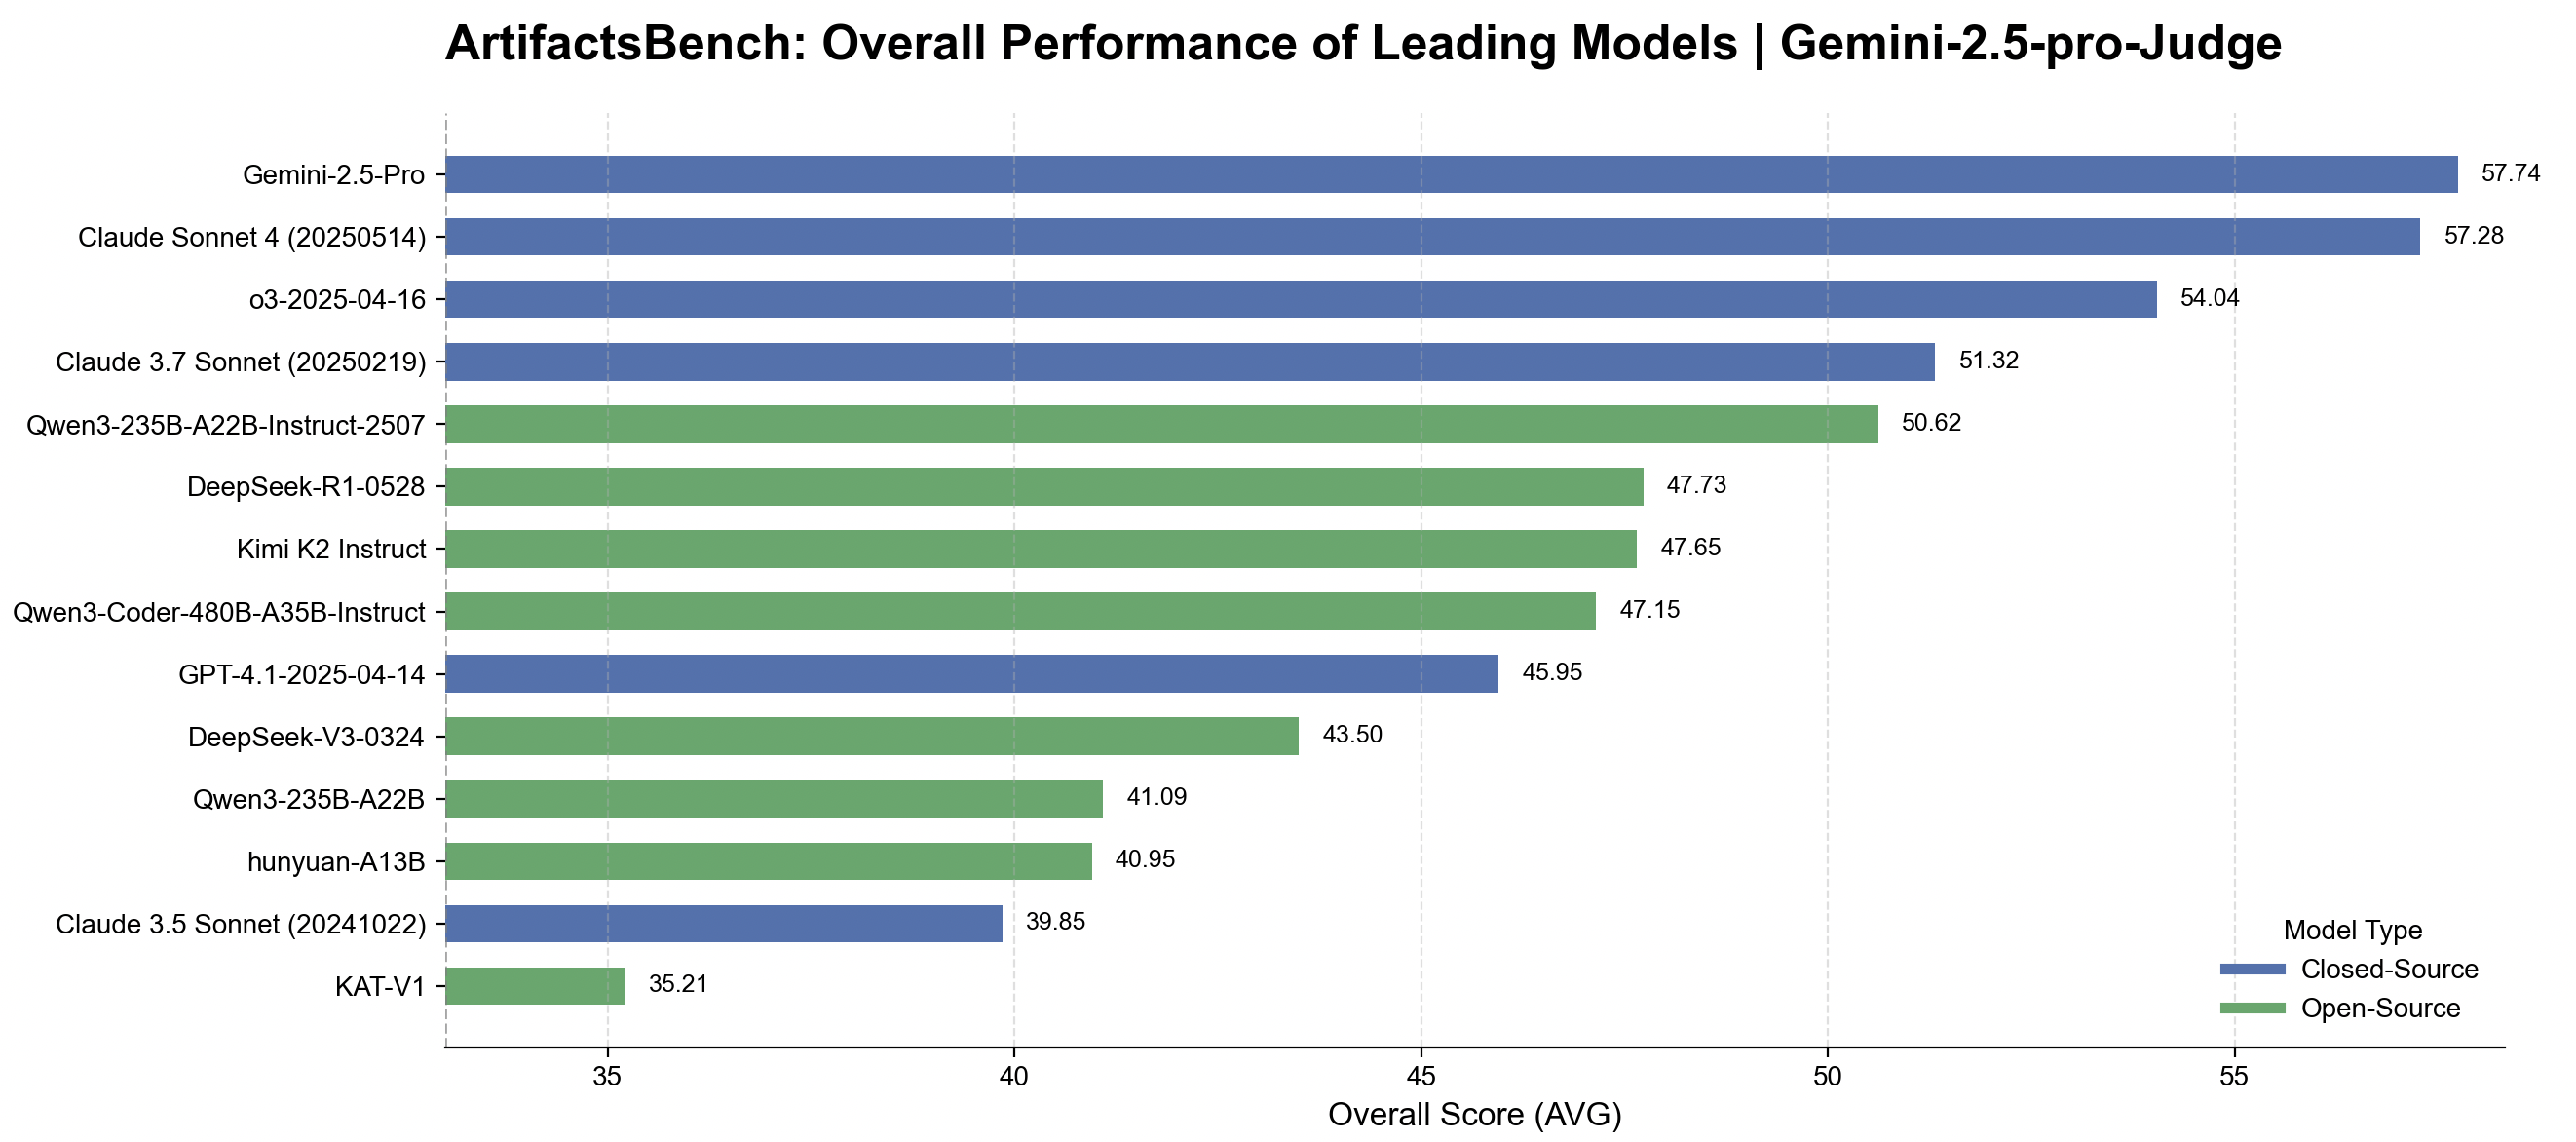 ArtifactsBench: Overall Performance of Leading Models | Gemini-2.5-pro-Judge
Gemini-2.5-Pro 57.74
Claude Sonnet 4 (20250514) 57.28
o3-2025-04-16 54.04
Claude 3.7 Sonnet (20250219) 51.32
Qwen3-235B-A22B-Instruct-2507 50.62
DeepSeek-R1-0528 47.73
Kimi K2 Instruct 47.65
Qwen3-Coder-480B-A35B-Instruct 47.15
GPT-4.1-2025-04-14 45.95
DeepSeek-V3-0324 43.50
Qwen3-235B-A22B 41.09
hunyuan-A13B 40.95
Claude 3.5 Sonnet (20241022) 39.85
KAT-V1 35.21
Model Type
Closed-Source
Open-Source
35 40 45 50 55
Overall Score (AVG)